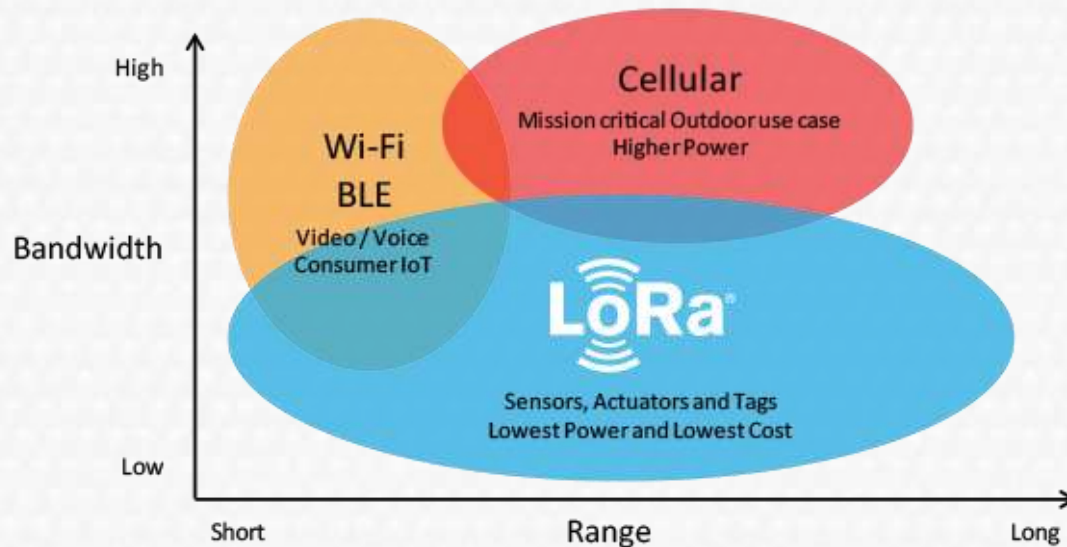 High
Bandwidth
Low
Wi-Fi
BLE
Video / Voice
Consumer IoT
Cellular
Mission critical Outdoor use case
Higher Power
LoRa®
Sensors, Actuators and Tags
Lowest Power and Lowest Cost
Short
Range
Long